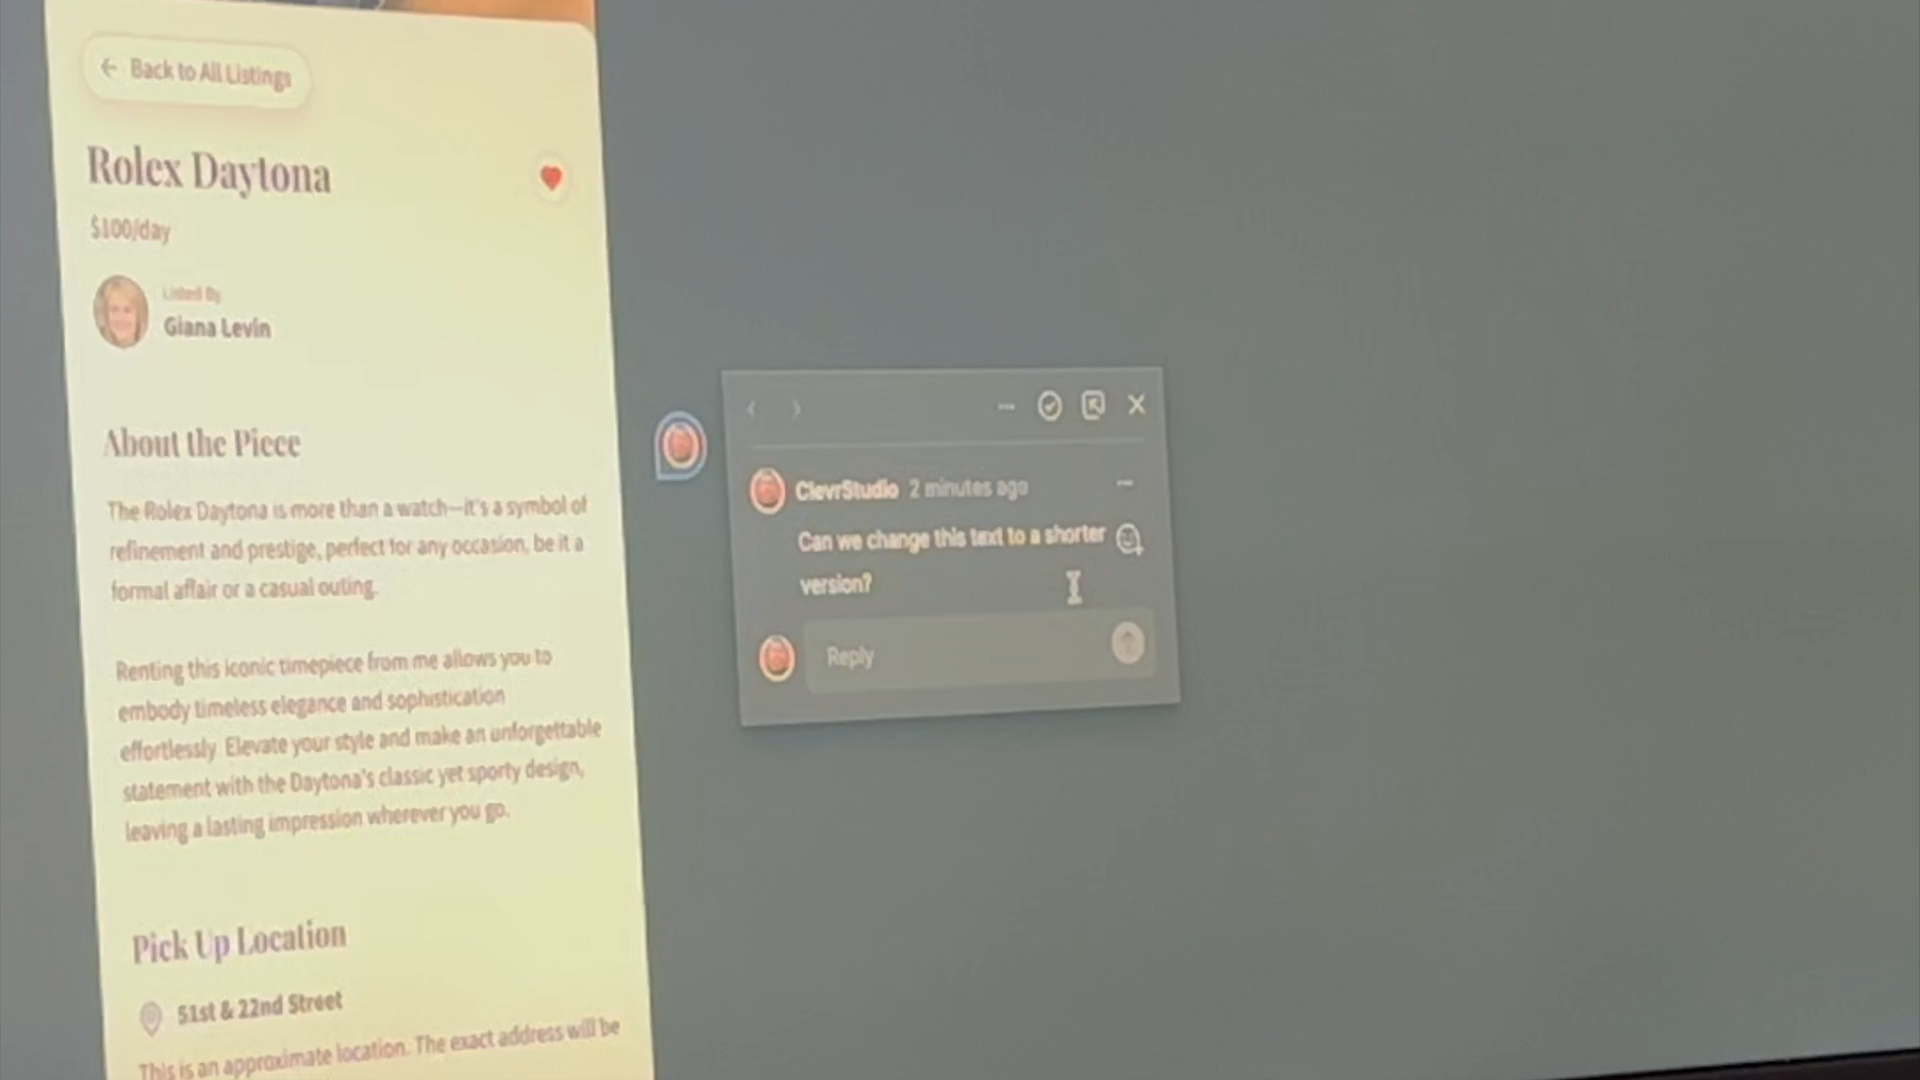 ← Back to All Listings
Rolex Daytona
$100/day
Listed By
Giana Levin
About the Piece
The Rolex Daytona is more than a watch—it's a symbol of
refinement and prestige, perfect for any occasion, be it a
formal affair or a casual outing.
Renting this iconic timepiece from me allows you to
embody timeless elegance and sophistication
effortlessly. Elevate your style and make an unforgettable
statement with the Daytona's classic yet sporty design,
leaving a lasting impression wherever you go.
Pick Up Location
51st & 22nd Street
This is an approximate location. The exact address will be
ClevrStudio 2 minutes ago
Can we change this text to a shorter
version?
Reply